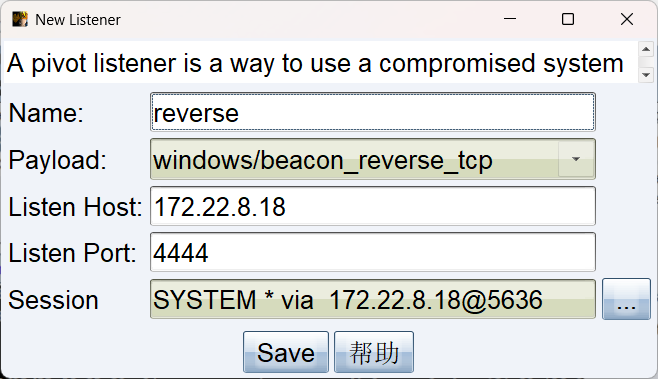 New Listener
A pivot listener is a way to use a compromised system
Name: reverse
Payload: windows/beacon_reverse_tcp
Listen Host: 172.22.8.18
Listen Port: 4444
Session SYSTEM * via  172.22.8.18@5636 ...
Save 帮助